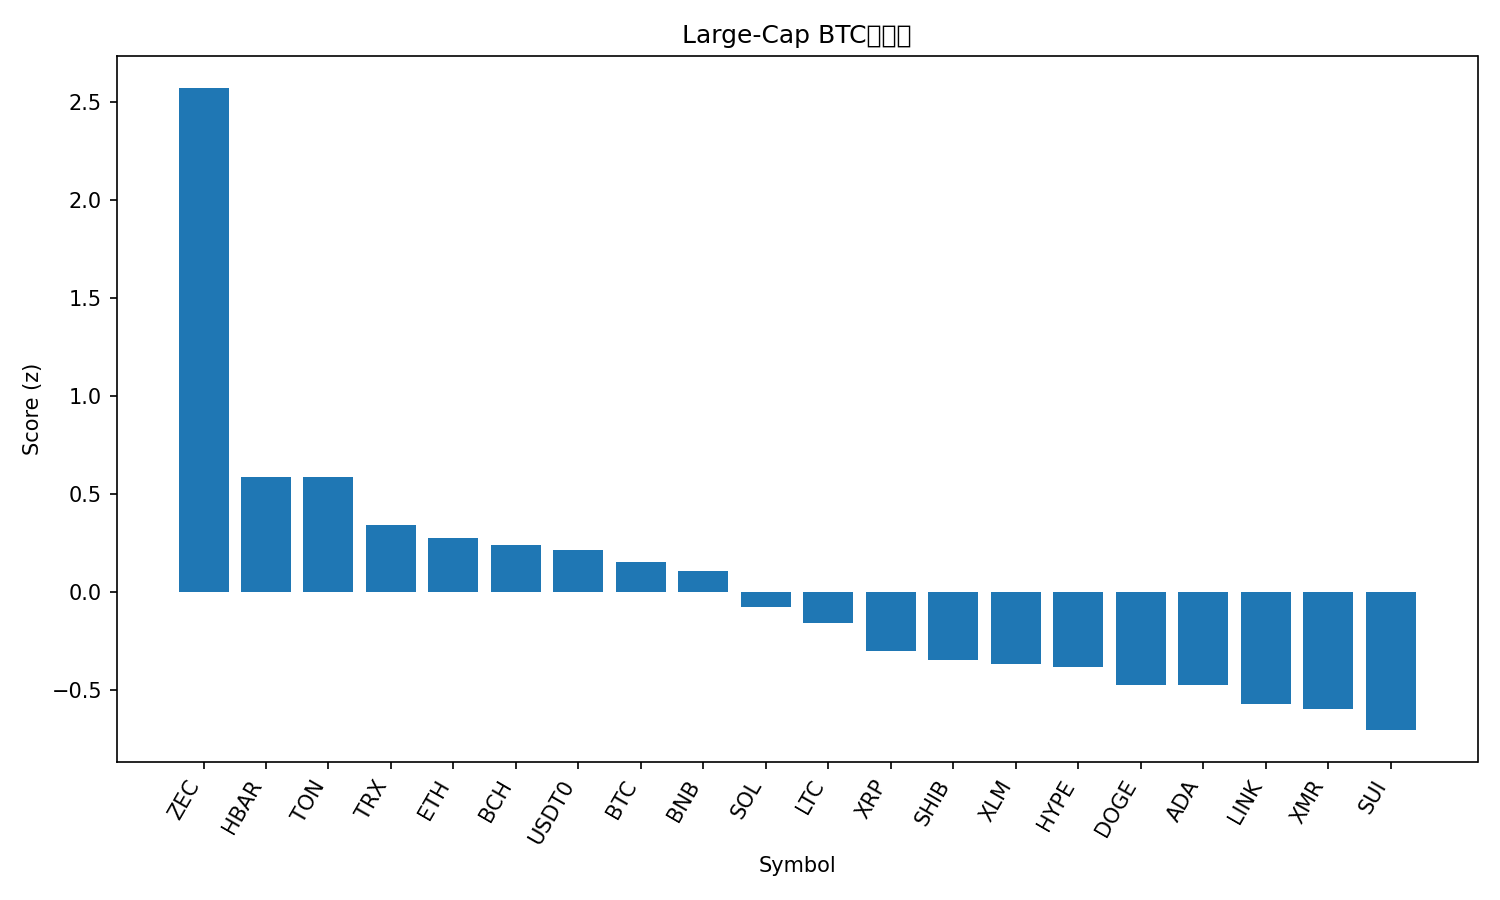 Large-Cap BTC
2.5
2.0
1.5
1.0
0.5
0.0
−0.5
Score (z)
ZEC
HBAR
TON
TRX
ETH
BCH
USDT0
BTC
BNB
SOL
LTC
XRP
SHIB
XLM
HYPE
DOGE
ADA
LINK
XMR
SUI
Symbol